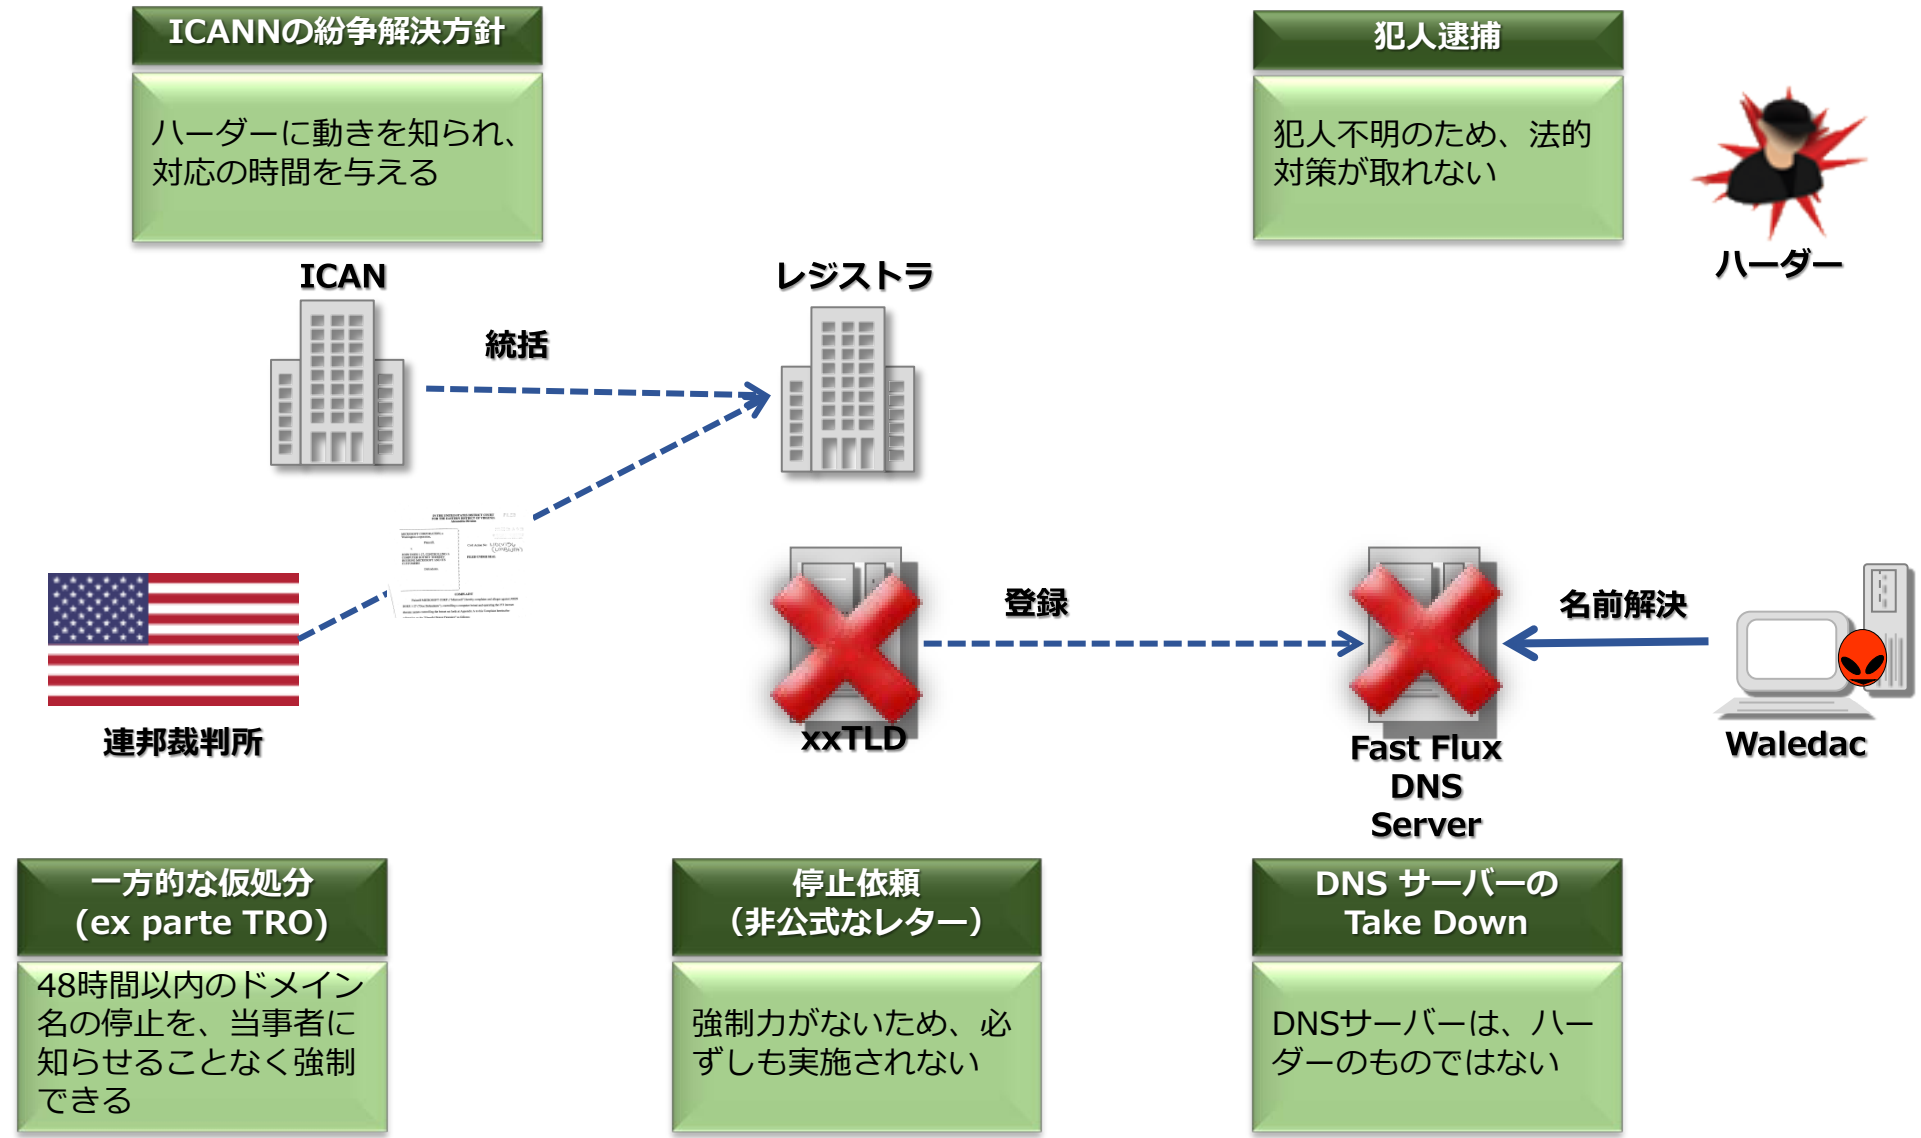 ICANNの紛争解決方針
ハーダーに動きを知られ、
対応の時間を与える
犯人逮捕
犯人不明のため、法的
対策が取れない
ハーダー
ICAN
レジストラ
統括
連邦裁判所
COMPLAINT
xxTLD
登録
Fast Flux
DNS
Server
名前解決
Waledac
一方的な仮処分
(ex parte TRO)
48時間以内のドメイン
名の停止を、当事者に
知らせることなく強制
できる
停止依頼
（非公式なレター）
強制力がないため、必
ずしも実施されない
DNS サーバーの
Take Down
DNSサーバーは、ハー
ダーのものではない